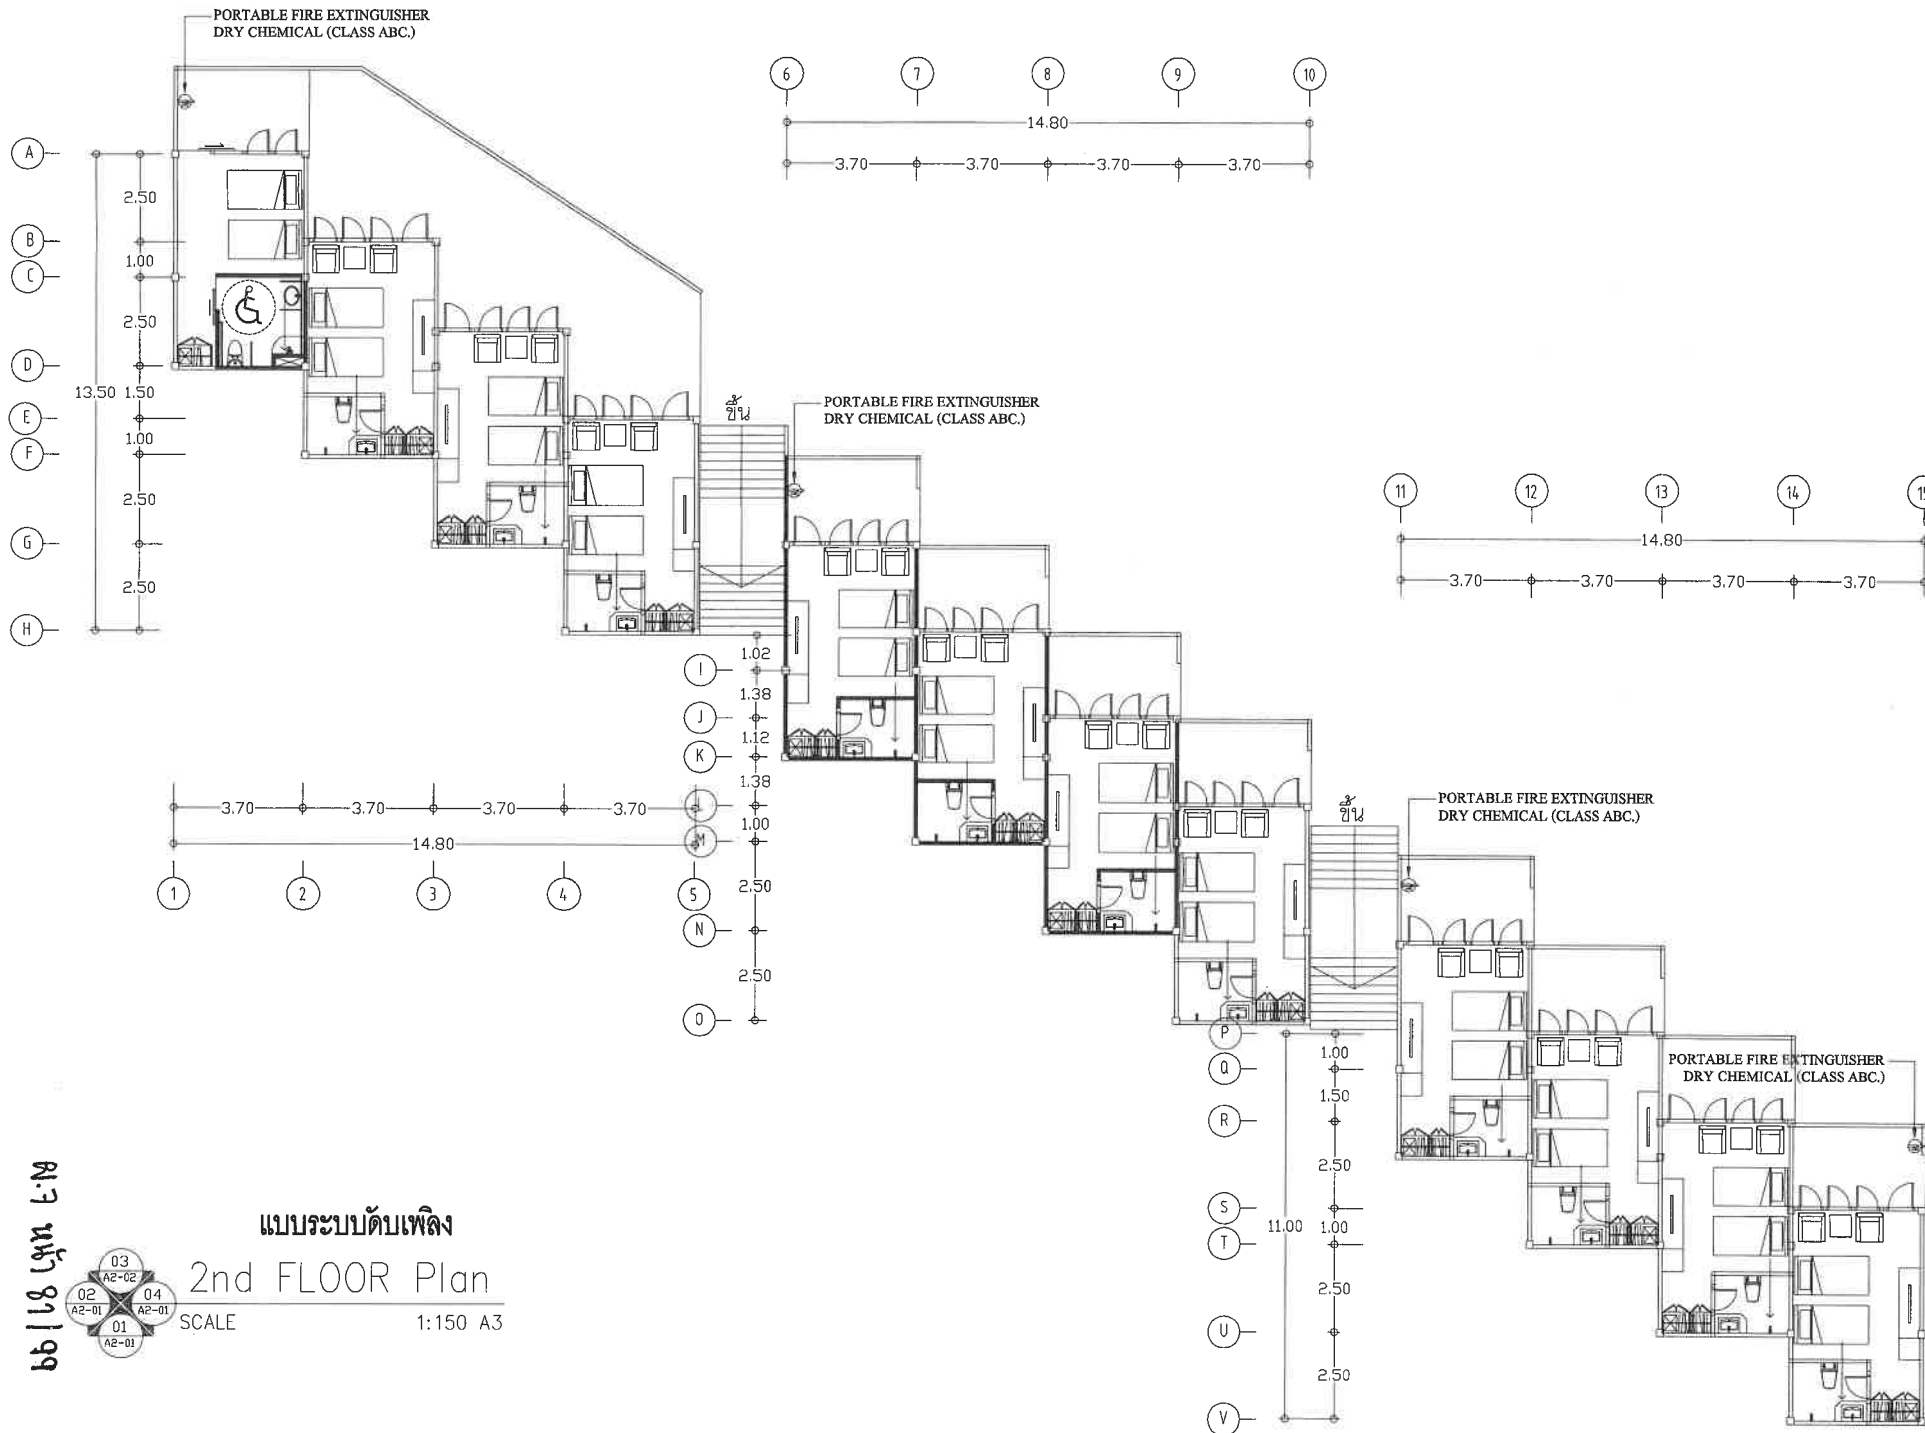 PORTABLE FIRE EXTINGUISHER
DRY CHEMICAL (CLASS ABC.)
6 7 8 9 10
14.80
3.70 3.70 3.70 3.70
A
B
C
D
E
F
G
H
2.50
1.00
2.50
13.50 1.50
1.00
2.50
2.50
ขึ้น
PORTABLE FIRE EXTINGUISHER
DRY CHEMICAL (CLASS ABC.)
11 12 13 14 15
14.80
3.70 3.70 3.70 3.70
I
J
K
L
M
N
O
1.02
1.38
1.12
1.38
1.00
2.50
2.50
3.70 3.70 3.70 3.70
14.80
1 2 3 4 5
ขึ้น
PORTABLE FIRE EXTINGUISHER
DRY CHEMICAL (CLASS ABC.)
PORTABLE FIRE EXTINGUISHER
DRY CHEMICAL (CLASS ABC.)
P
Q
R
S
T
U
V
1.00
1.50
2.50
11.00 1.00
2.50
2.50
แบบระบบดับเพลิง
2nd FLOOR Plan
SCALE 1:150 A3
03
A2-02
02
A2-01
04
A2-01
01
A2-01